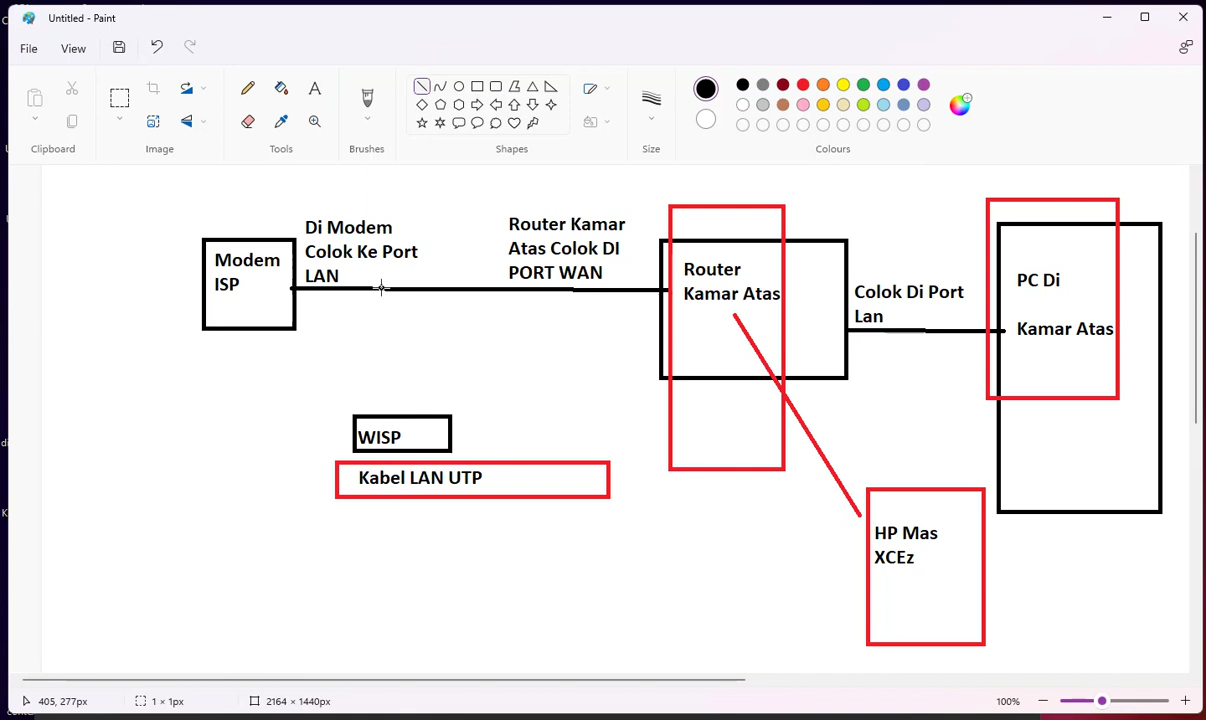 Untitled - Paint
File
View
Clipboard
Image
Tools
Brushes
Shapes
Size
Colours
Di Modem
Colok Ke Port
LAN
Router Kamar
Atas Colok DI
PORT WAN
Modem
ISP
Router
Kamar Atas
Colok Di Port
Lan
PC Di
Kamar Atas
WISP
Kabel LAN UTP
HP Mas
XCEz
405, 277px
1 × 1px
2164 × 1440px
100%